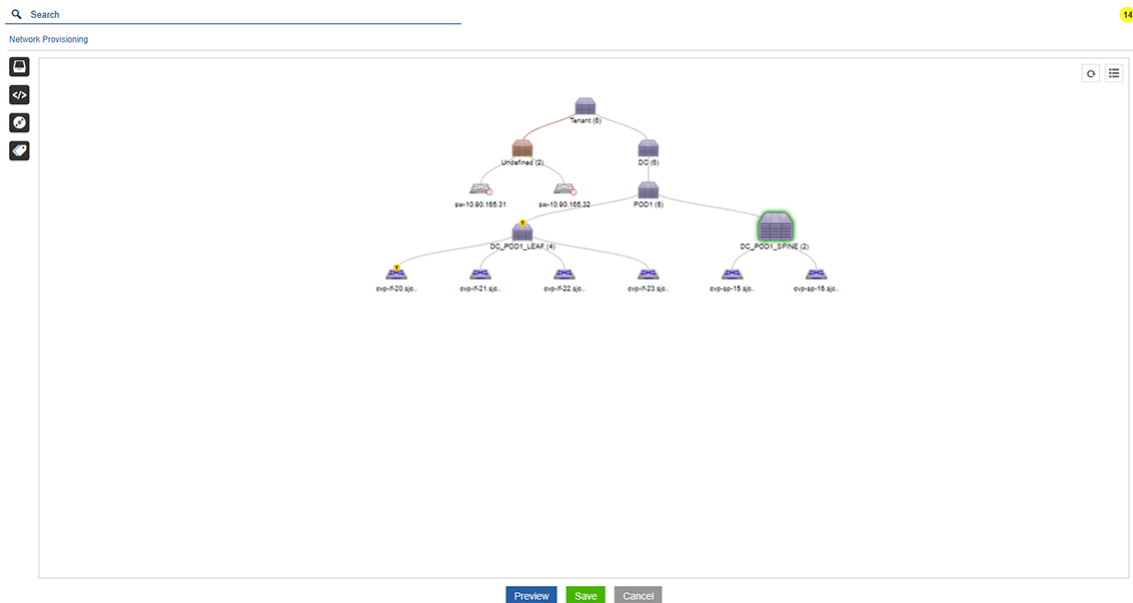 Search
14
Network Provisioning
</>
Tenant (6)
Undefined (2)
DC (6)
sw-10.90.165.31
sw-10.90.165.32
POD1 (6)
DC_POD1_LEAF (4)
DC_POD1_SPINE (2)
cvp-lf-20.sjc..
cvp-lf-21.sjc..
cvp-lf-22.sjc..
cvp-lf-23.sjc..
cvp-sp-15.sjc..
cvp-sp-16.sjc..
Preview
Save
Cancel